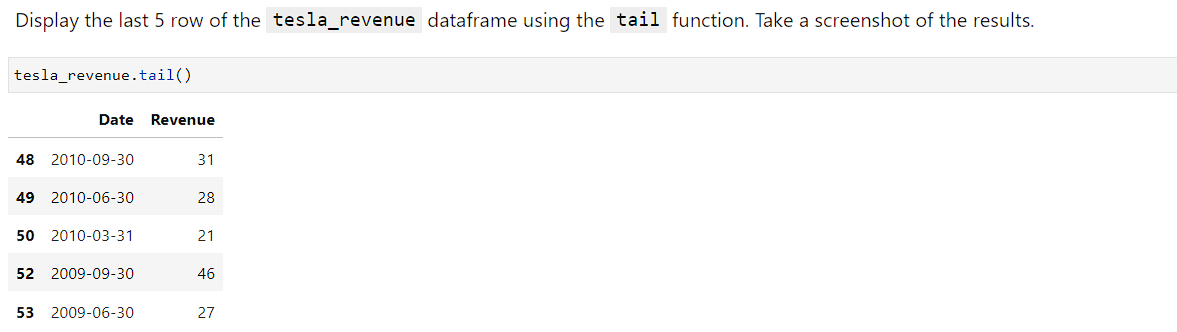 Display the last 5 row of the tesla_revenue dataframe using the tail function. Take a screenshot of the results.
tesla_revenue.tail()
Date Revenue
48 2010-09-30 31
49 2010-06-30 28
50 2010-03-31 21
52 2009-09-30 46
53 2009-06-30 27